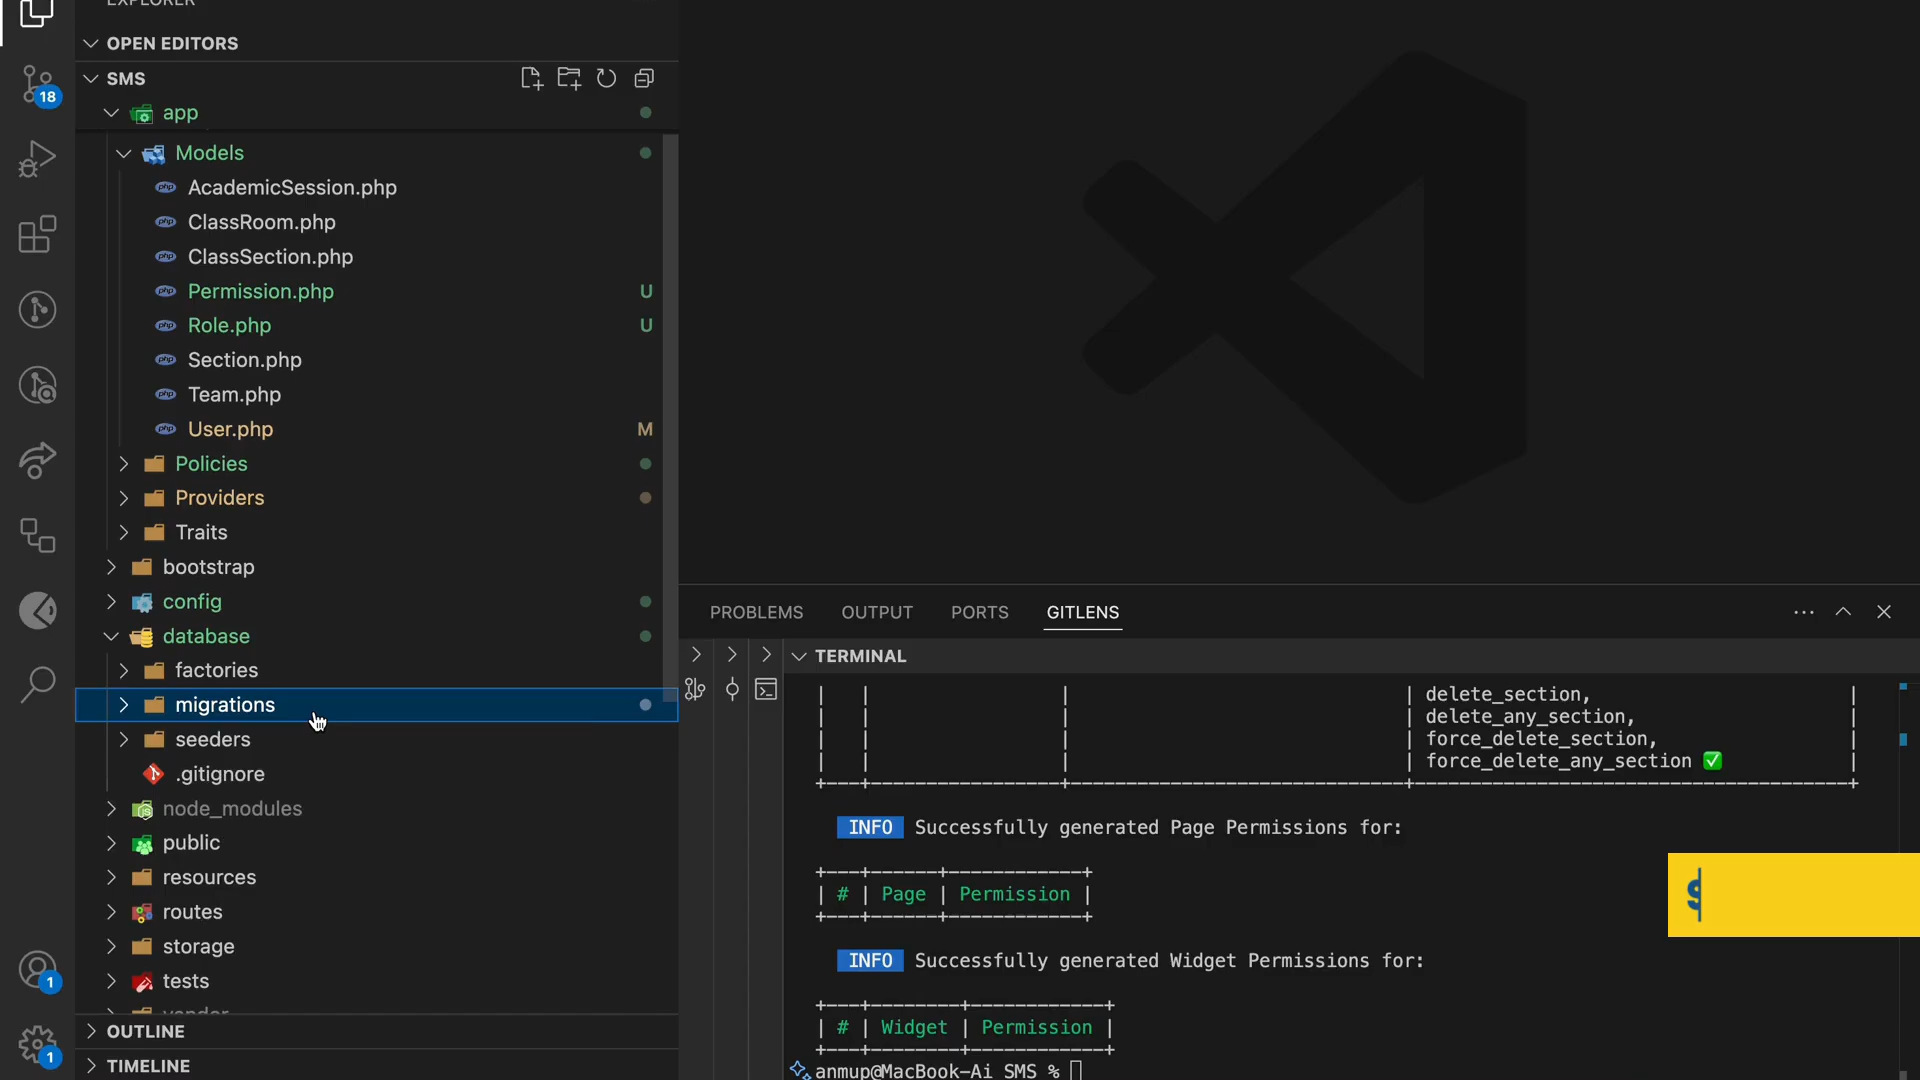 EXPLORER
OPEN EDITORS
SMS
18
app
Models
AcademicSession.php
ClassRoom.php
ClassSection.php
Permission.php U
Role.php U
Section.php
Team.php
User.php M
Policies
Providers
Traits
bootstrap
config
database
factories
migrations
seeders
.gitignore
node_modules
public
resources
routes
storage
tests
vendor
OUTLINE
TIMELINE
1
1
PROBLEMS OUTPUT PORTS GITLENS
TERMINAL
| | | | delete_section, |
| | | | delete_any_section, |
| | | | force_delete_section, |
| | | | force_delete_any_section ✅ |
INFO Successfully generated Page Permissions for:
| # | Page | Permission |
INFO Successfully generated Widget Permissions for:
| # | Widget | Permission |
anmup@MacBook-Ai SMS %